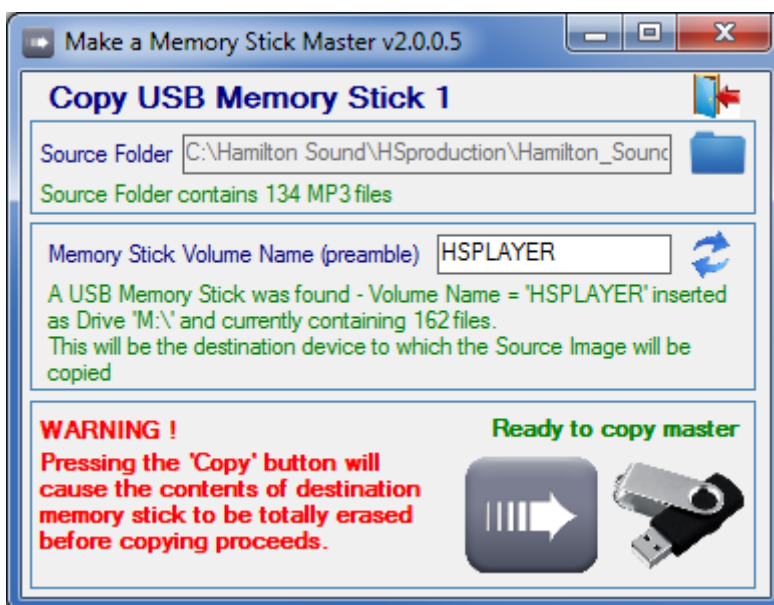 Make a Memory Stick Master v2.0.0.5
Copy USB Memory Stick 1
Source Folder C:\Hamilton Sound\HSproduction\Hamilton_Sound
Source Folder contains 134 MP3 files
Memory Stick Volume Name (preamble) HSPLAYER
A USB Memory Stick was found - Volume Name = 'HSPLAYER' inserted
as Drive 'M:\' and currently containing 162 files.
This will be the destination device to which the Source Image will be
copied
WARNING !
Pressing the 'Copy' button will
cause the contents of destination
memory stick to be totally erased
before copying proceeds.
Ready to copy master